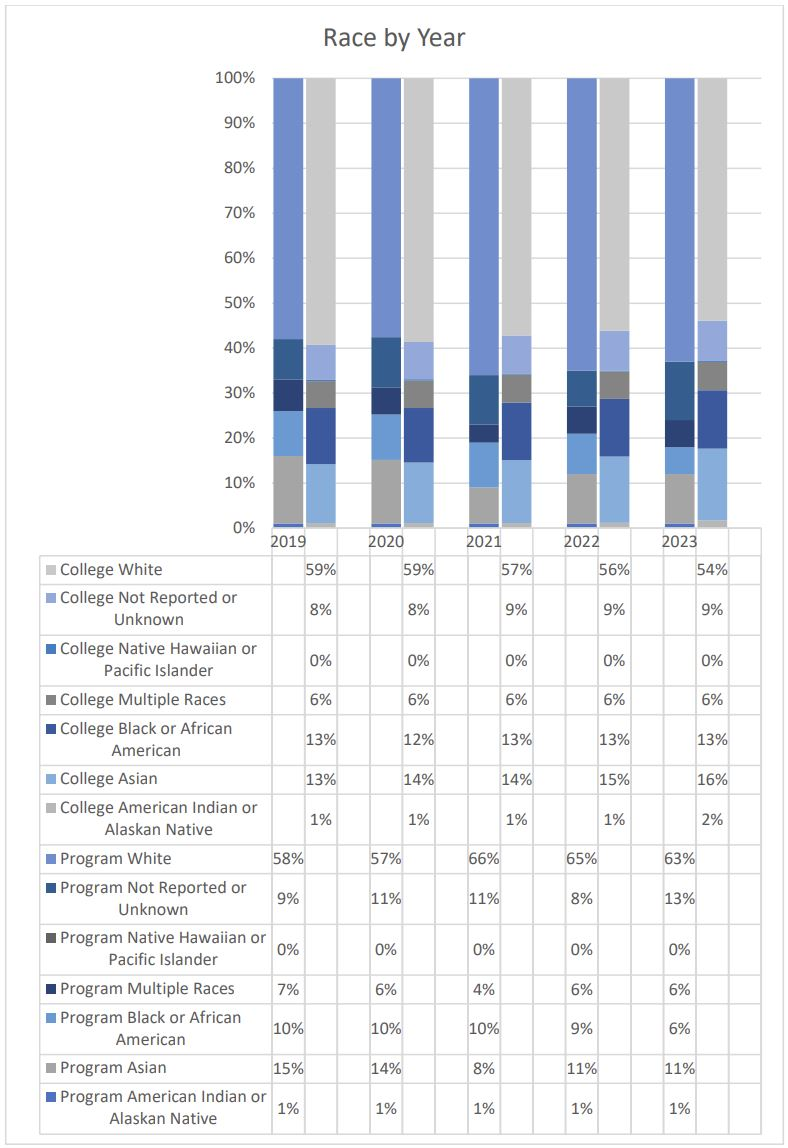 Race by Year
100%
90%
80%
70%
60%
50%
40%
30%
20%
10%
0%
2019 2020 2021 2022 2023
College White 59% 59% 57% 56% 54%
College Not Reported or
Unknown 8% 8% 9% 9% 9%
College Native Hawaiian or
Pacific Islander 0% 0% 0% 0% 0%
College Multiple Races 6% 6% 6% 6% 6%
College Black or African
American 13% 12% 13% 13% 13%
College Asian 13% 14% 14% 15% 16%
College American Indian or
Alaskan Native 1% 1% 1% 1% 2%
Program White 58% 57% 66% 65% 63%
Program Not Reported or
Unknown 9% 11% 11% 8% 13%
Program Native Hawaiian or
Pacific Islander 0% 0% 0% 0% 0%
Program Multiple Races 7% 6% 4% 6% 6%
Program Black or African
American 10% 10% 10% 9% 6%
Program Asian 15% 14% 8% 11% 11%
Program American Indian or
Alaskan Native 1% 1% 1% 1% 1%